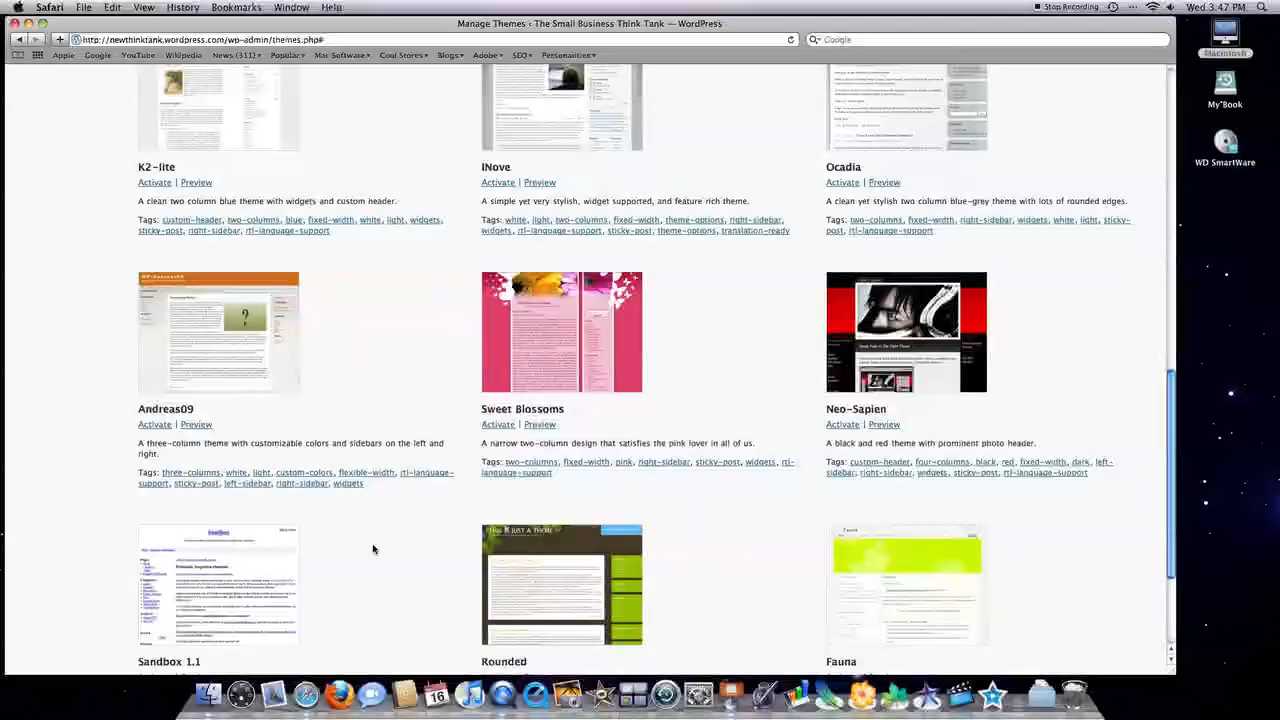 Safari File Edit View History Bookmarks Window Help
Stop Recording
Wed 3:47 PM
Manage Themes ‹ The Small Business Think Tank — WordPress
http://newthinktank.wordpress.com/wp-admin/themes.php#
Google
Apple Google YouTube Wikipedia News (311) Popular Mac Software Cool Stores Blogs Adobe SEO Personalities
Macintosh
My Book
WD SmartWare
K2-lite
Activate | Preview
A clean two column blue theme with widgets and custom header.
Tags: custom-header, two-columns, blue, fixed-width, white, light, widgets,
sticky-post, right-sidebar, rtl-language-support
INove
Activate | Preview
A simple yet very stylish, widget supported, and feature rich theme.
Tags: white, light, two-columns, fixed-width, theme-options, right-sidebar,
widgets, rtl-language-support, sticky-post, theme-options, translation-ready
Ocadia
Activate | Preview
A clean yet stylish two column blue-grey theme with lots of rounded edges.
Tags: two-columns, fixed-width, right-sidebar, widgets, white, light, sticky-
post, rtl-language-support
?
Andreas09
Activate | Preview
A three-column theme with customizable colors and sidebars on the left and
right.
Tags: three-columns, white, light, custom-colors, flexible-width, rtl-language-
support, sticky-post, left-sidebar, right-sidebar, widgets
Sweet Blossoms
Activate | Preview
A narrow two-column design that satisfies the pink lover in all of us.
Tags: two-columns, fixed-width, pink, right-sidebar, sticky-post, widgets, rtl-
language-support
Neo-Sapien
Activate | Preview
A black and red theme with prominent photo header.
Tags: custom-header, four-columns, black, red, fixed-width, dark, left-
sidebar, right-sidebar, widgets, sticky-post, rtl-language-support
Sandbox 1.1
THIS IS JUST A THEME
Rounded
Fauna
Fauna
16